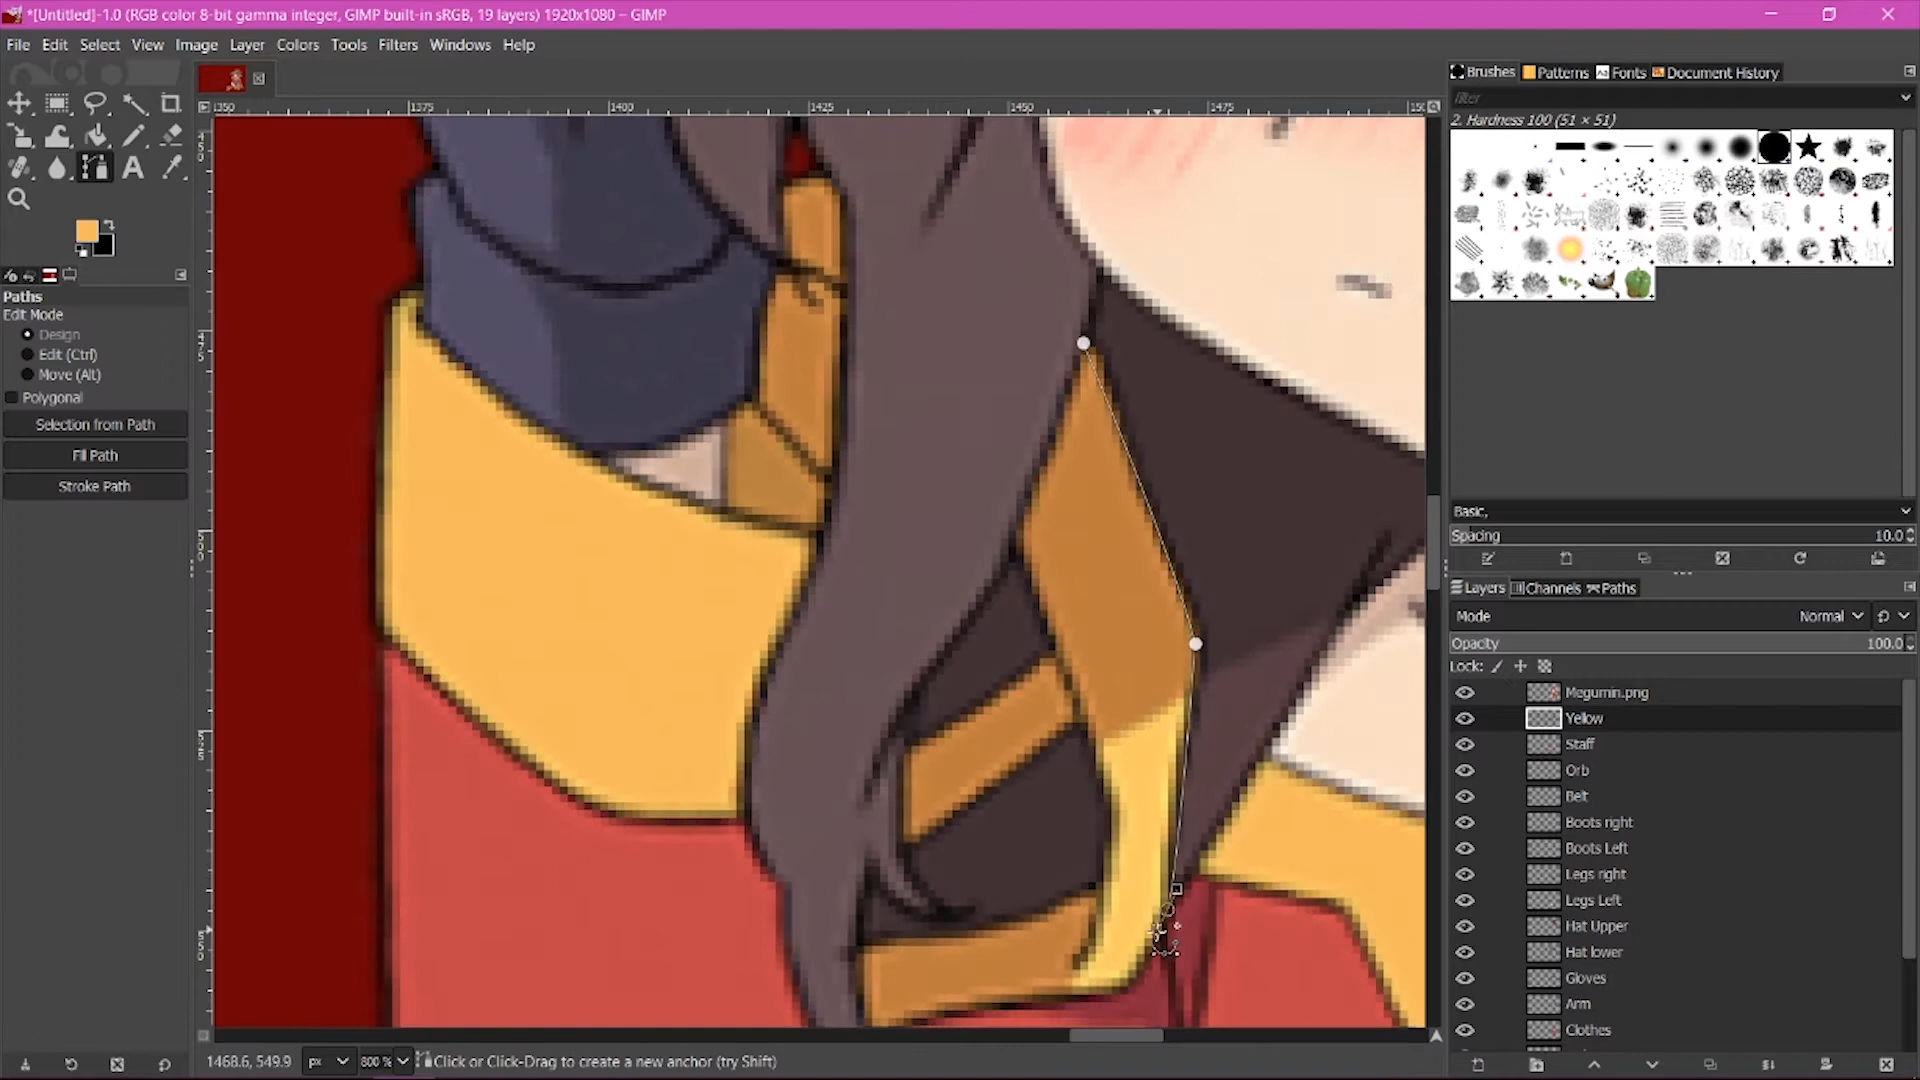 *[Untitled]-1.0 (RGB color 8-bit gamma integer, GIMP built-in sRGB, 19 layers) 1920x1080 – GIMP
File Edit Select View Image Layer Colors Tools Filters Windows Help
Brushes Patterns Aa Fonts Document History
filter
1350 1375 1400 1425 1450 1475
2. Hardness 100 (51 × 51)
Paths
Edit Mode
Design
Edit (Ctrl)
Move (Alt)
Polygonal
Selection from Path
Fill Path
Stroke Path
Basic,
Spacing 10.0
Layers Channels Paths
Mode Normal
Opacity 100.0
Lock:
Megumin.png
Yellow
Staff
Orb
Belt
Boots right
Boots Left
Legs right
Legs Left
Hat Upper
Hat lower
Gloves
Arm
Clothes
1468.6, 549.9 px 800 % Click or Click-Drag to create a new anchor (try Shift)